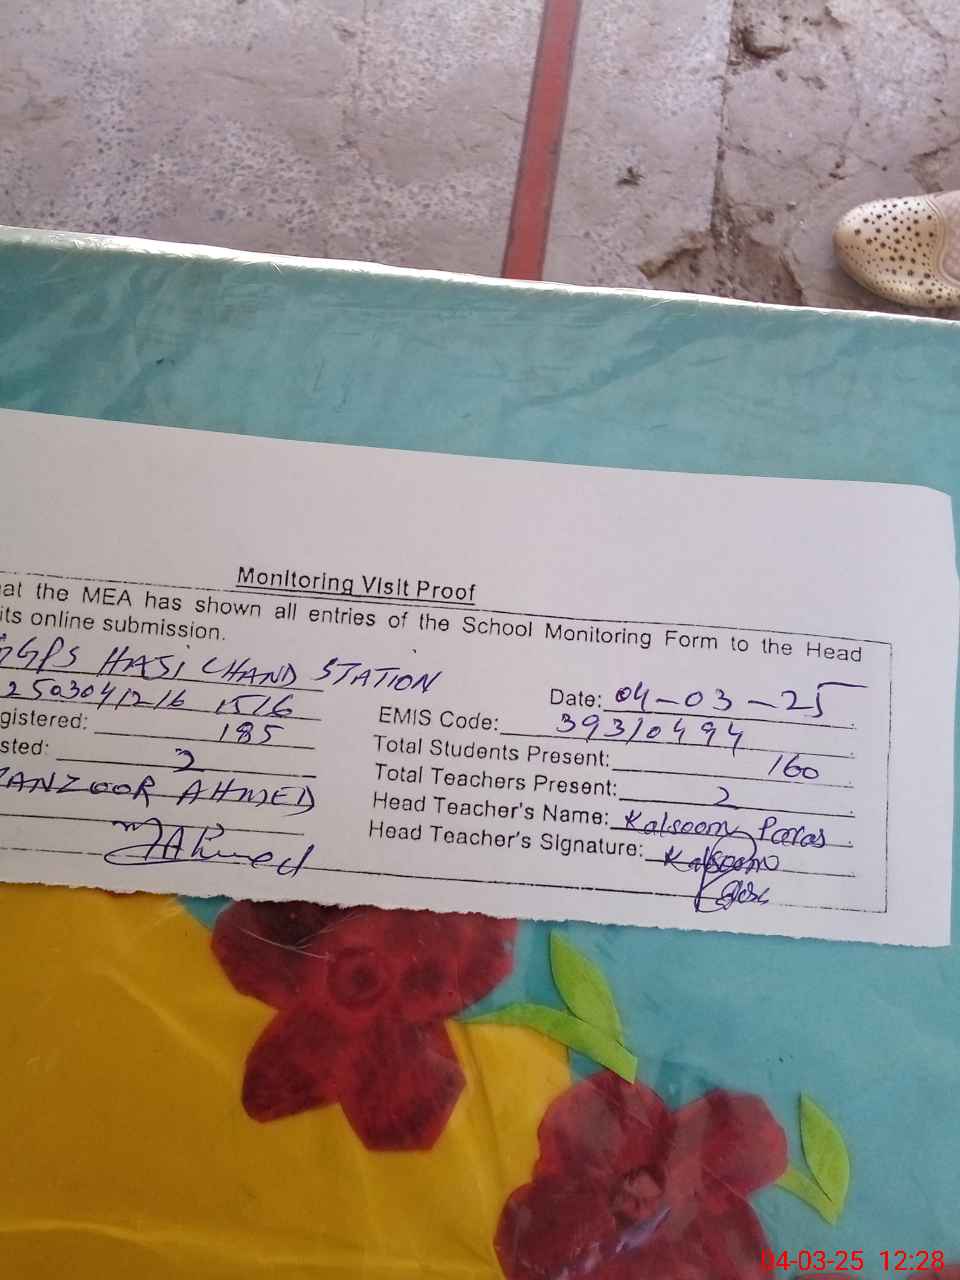 Monitoring Visit Proof
at the MEA has shown all entries of the School Monitoring Form to the Head
its online submission.
GGPS HASI CHAND STATION
Date: 04-03-25
2503041216 1516
EMIS Code: 39310494
gistered: 185
Total Students Present: 160
sted: 2
Total Teachers Present: 2
ANZOOR AHMED
Head Teacher's Name: Kalsoom Paras
MAhmed
Head Teacher's Signature: Kalsoom
04-03-25 12:28